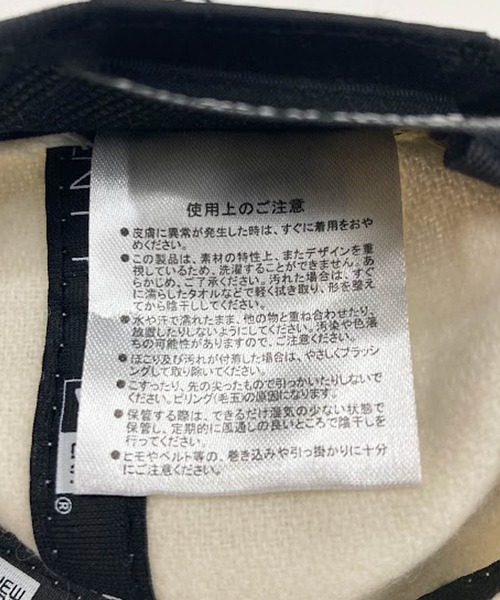 使用上のご注意
●皮膚に異常が発生した時は、すぐに着用をおや
めください。
●この製品は、素材の特性上、またデザインを重
視しているため、洗濯することができません。あ
らかじめ、ご了承ください。汚れた場合は、すぐ
に濡らしたタオルなどで軽く拭き取り、形を整え
てから陰干ししてください。
●水や汗で濡れたまま、他の物と重ね合わせたり、
放置したりしないようにしてください。汚染や色落
ちの可能性がありますので、ご注意ください。
●ほこり及び汚れが付着した場合は、やさしくブラッシ
ングして取り除いてください。
●こすったり、先の尖ったもので引っかいたりしないで
ください。ピリング(毛玉)の原因になります。
●保管する際は、できるだけ湿気の少ない状態で
保管し、定期的に風通しの良いところで陰干しを
行ってください。
●ヒモやベルト等の、巻き込みや引っ掛かりに十分
にご注意ください。
®
NEW